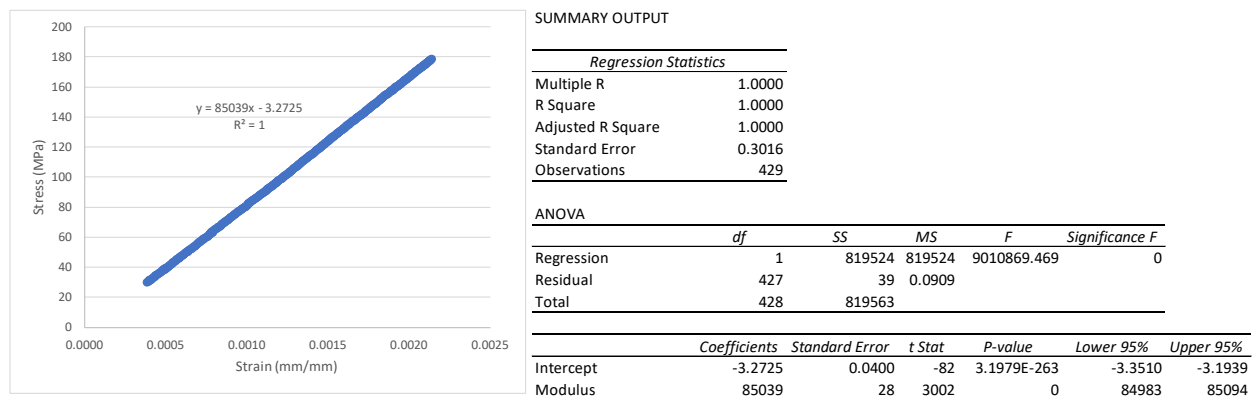 200
180
160
140
120
100
80
60
40
20
0
y = 85039x - 3.2725
R² = 1
Stress (MPa)
0.0000 0.0005 0.0010 0.0015 0.0020 0.0025
Strain (mm/mm)
SUMMARY OUTPUT
Regression Statistics
Multiple R 1.0000
R Square 1.0000
Adjusted R Square 1.0000
Standard Error 0.3016
Observations 429
ANOVA
df SS MS F Significance F
Regression 1 819524 819524 9010869.469 0
Residual 427 39 0.0909
Total 428 819563
Coefficients Standard Error t Stat P-value Lower 95% Upper 95%
Intercept -3.2725 0.0400 -82 3.1979E-263 -3.3510 -3.1939
Modulus 85039 28 3002 0 84983 85094